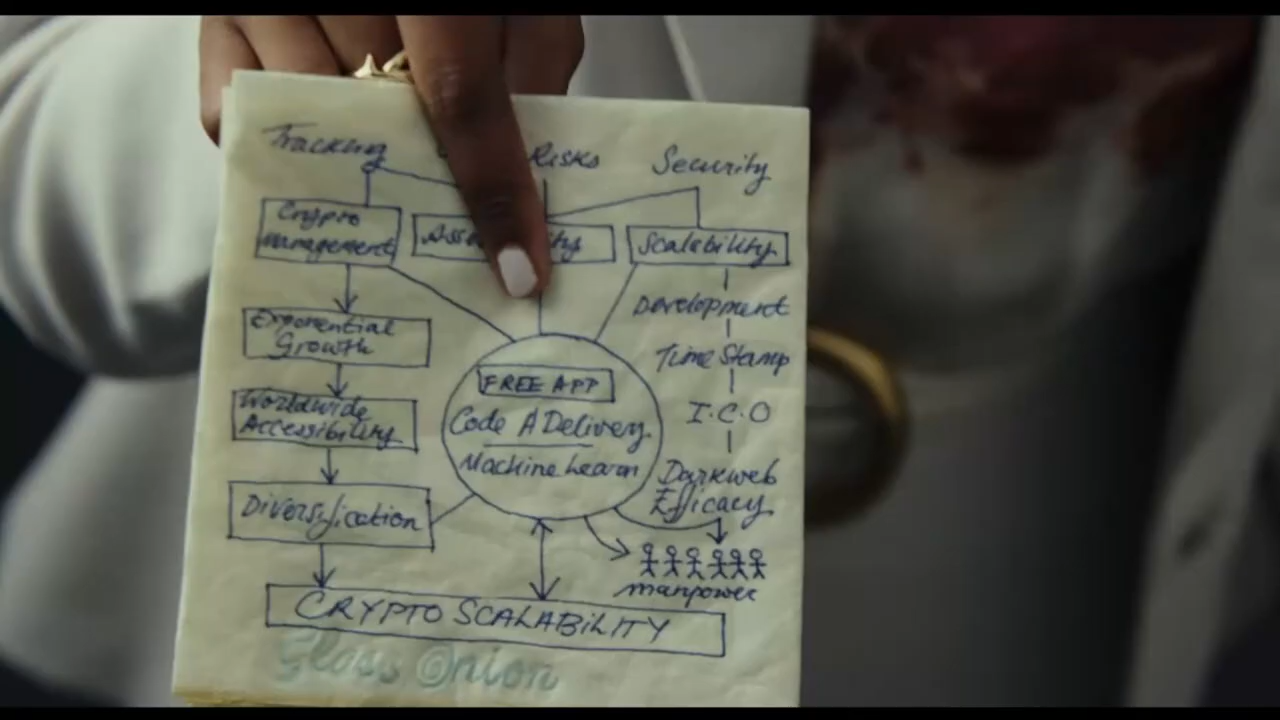 Tracking
Risks
Security
Crypto
Management
Scalability
Development
Exponential
Growth
Time Stamp
FREE APP
Worldwide
Accessibility
Code A Delivery
I.C.O
Machine Learn
Darkweb
Efficacy
Diversification
manpower
CRYPTO SCALABILITY
Glass Onion